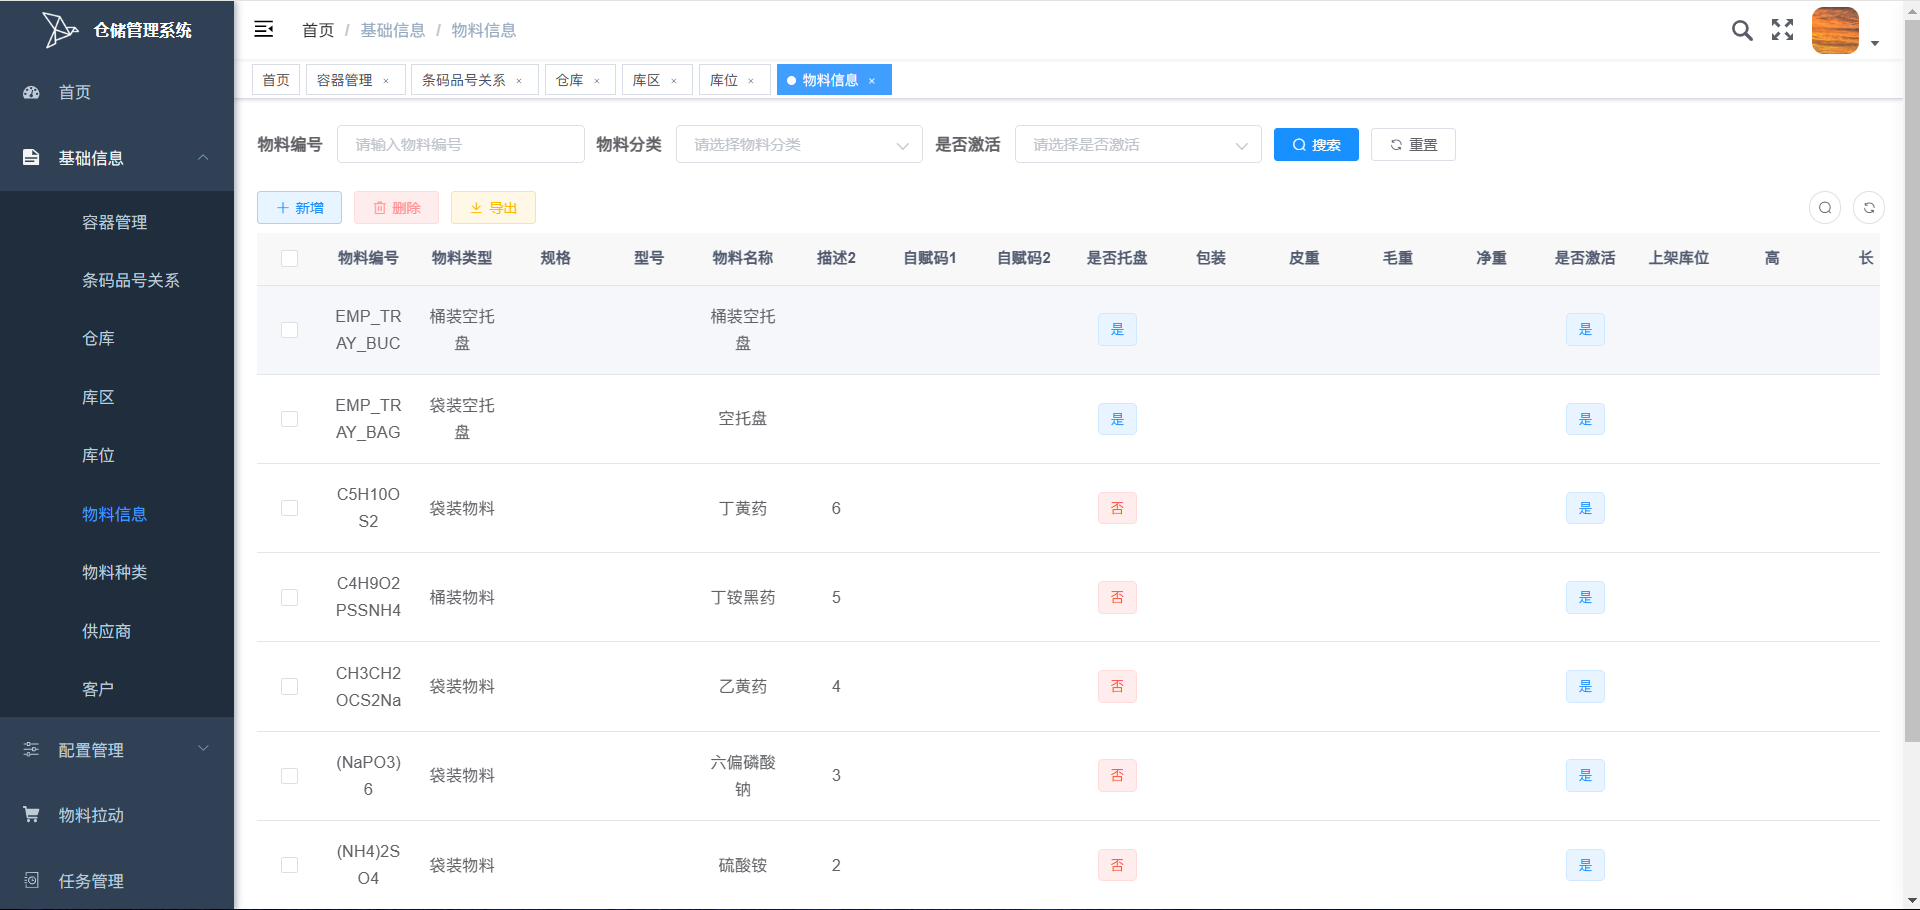 仓储管理系统
首页
基础信息
容器管理
条码品号关系
仓库
库区
库位
物料信息
物料种类
供应商
客户
配置管理
物料拉动
任务管理
首页 / 基础信息 / 物料信息
首页 容器管理 × 条码品号关系 × 仓库 × 库区 × 库位 × 物料信息 ×
物料编号 请输入物料编号 物料分类 请选择物料分类 是否激活 请选择是否激活 搜索 重置
新增 删除 导出
物料编号 物料类型 规格 型号 物料名称 描述2 自赋码1 自赋码2 是否托盘 包装 皮重 毛重 净重 是否激活 上架库位 高 长
EMP_TR 桶装空托 桶装空托
AY_BUC 盘 盘 是 是
EMP_TR 袋装空托
AY_BAG 盘 空托盘 是 是
C5H10O
S2 袋装物料 丁黄药 6 否 是
C4H9O2
PSSNH4 桶装物料 丁铵黑药 5 否 是
CH3CH2
OCS2Na 袋装物料 乙黄药 4 否 是
(NaPO3) 六偏磷酸
6 袋装物料 钠 3 否 是
(NH4)2S
O4 袋装物料 硫酸铵 2 否 是